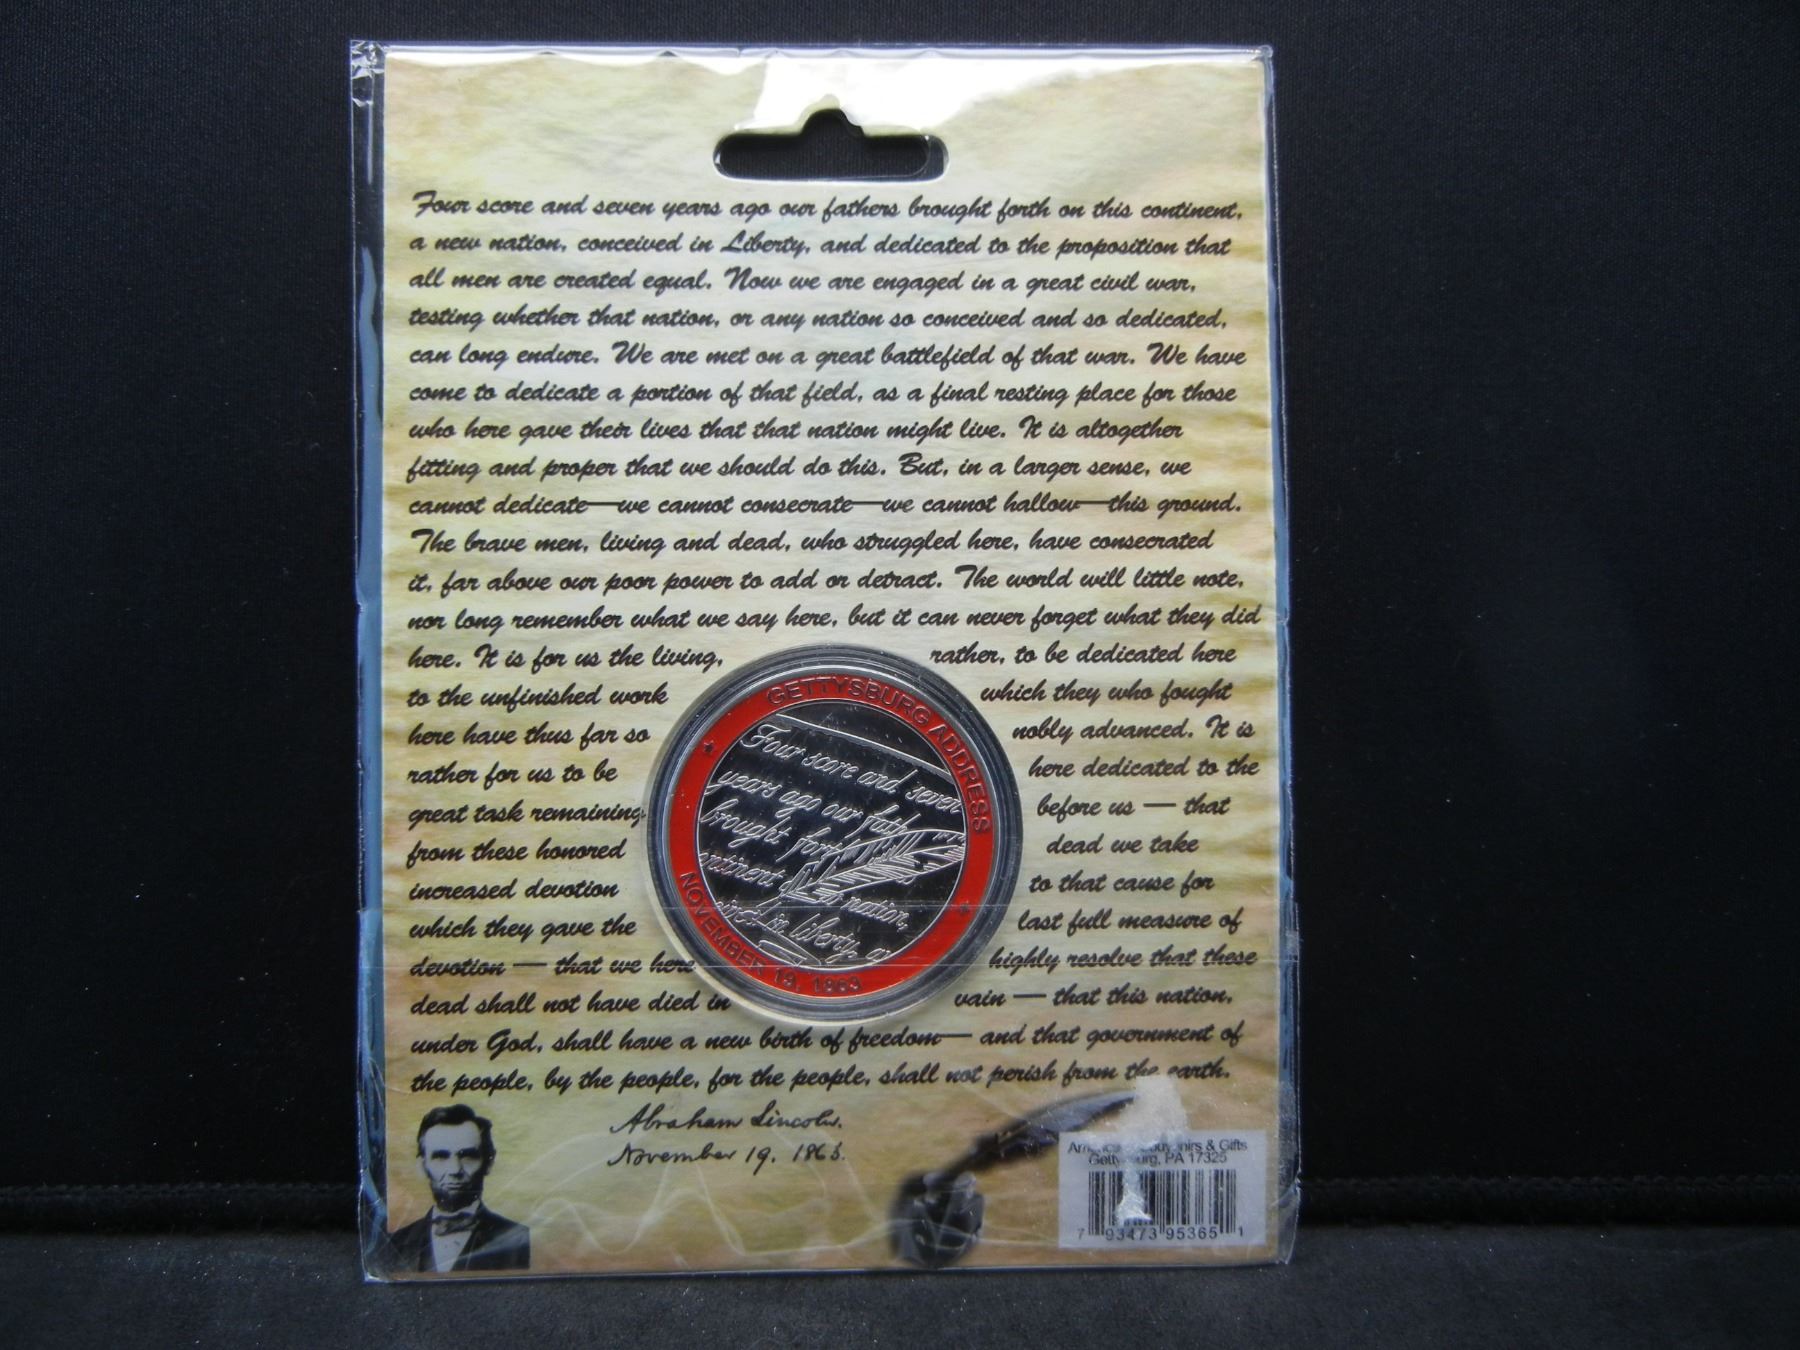 Four score and seven years ago our fathers brought forth on this continent,
a new nation, conceived in Liberty, and dedicated to the proposition that
all men are created equal. Now we are engaged in a great civil war,
testing whether that nation, or any nation so conceived and so dedicated,
can long endure. We are met on a great battlefield of that war. We have
come to dedicate a portion of that field, as a final resting place for those
who here gave their lives that that nation might live. It is altogether
fitting and proper that we should do this. But, in a larger sense, we
cannot dedicate—we cannot consecrate—we cannot hallow—this ground.
The brave men, living and dead, who struggled here, have consecrated
it, far above our poor power to add or detract. The world will little note,
nor long remember what we say here, but it can never forget what they did
here. It is for us the living, rather, to be dedicated here
to the unfinished work which they who fought
here have thus far so nobly advanced. It is
rather for us to be here dedicated to the
great task remaining before us — that
from these honored dead we take
increased devotion to that cause for
which they gave the last full measure of
devotion — that we here highly resolve that these
dead shall not have died in vain — that this nation,
under God, shall have a new birth of freedom— and that government of
the people, by the people, for the people, shall not perish from the earth.
GETTYSBURG ADDRESS
Four score and seven
years ago our fath
brought fort
ntinent a nation,
in liberty, a
NOVEMBER 19, 1863
Abraham Lincoln.
November 19, 1863.
& Gifts
PA 17325
7 93473 95365 1